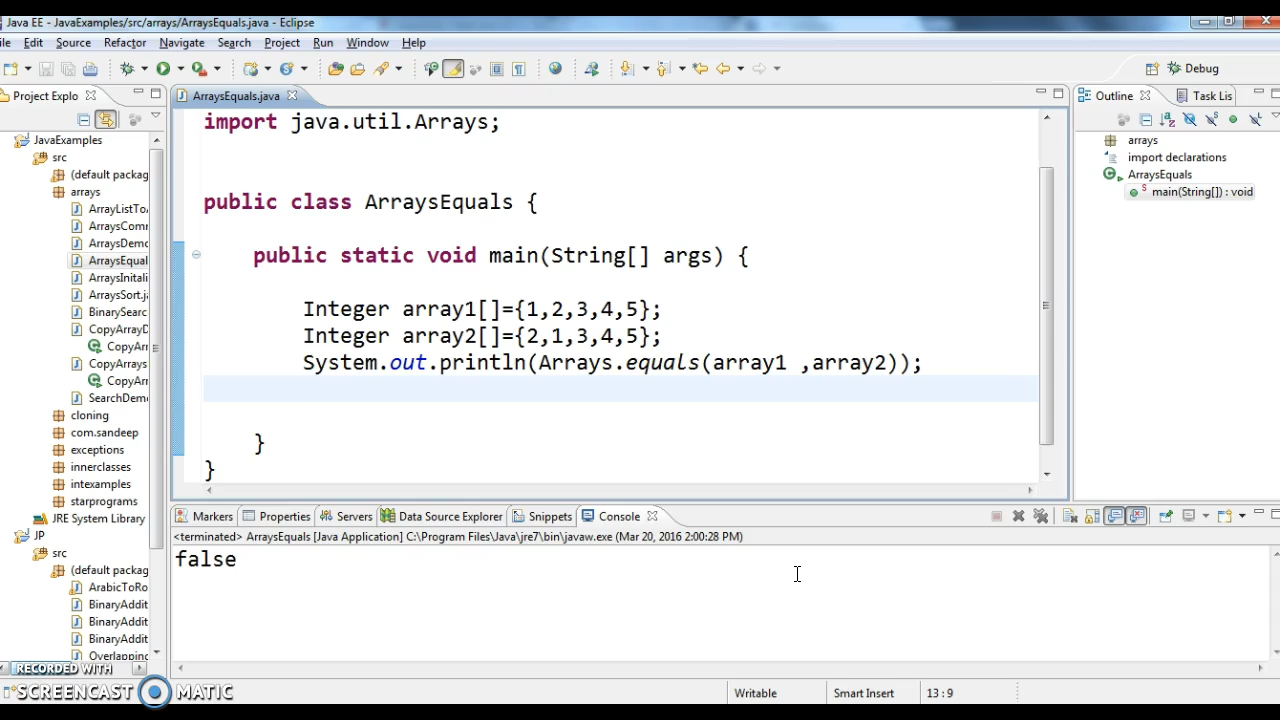 Java EE - JavaExamples/src/arrays/ArraysEquals.java - Eclipse
ile Edit Source Refactor Navigate Search Project Run Window Help
Debug
Project Explo
ArraysEquals.java
Outline
Task Lis
JavaExamples
src
(default packag
arrays
ArrayListToA
ArraysComm
ArraysDemo
ArraysEqual
ArraysInitali
ArraysSort.ja
BinarySearc
CopyArrayD
CopyArr
CopyArrays
CopyArr
SearchDemo
cloning
com.sandeep
exceptions
innerclasses
intexamples
starprograms
JRE System Library
JP
src
(default packag
ArabicToRo
BinaryAddit
BinaryAddit
BinaryAddit
Overlapping
import java.util.Arrays;
public class ArraysEquals {
public static void main(String[] args) {
Integer array1[]={1,2,3,4,5};
Integer array2[]={2,1,3,4,5};
System.out.println(Arrays.equals(array1 ,array2));
}
}
arrays
import declarations
ArraysEquals
main(String[]) : void
Markers Properties Servers Data Source Explorer Snippets Console
<terminated> ArraysEquals [Java Application] C:\Program Files\Java\jre7\bin\javaw.exe (Mar 20, 2016 2:00:28 PM)
false
RECORDED WITH
SCREENCAST MATIC
Writable
Smart Insert
13 : 9